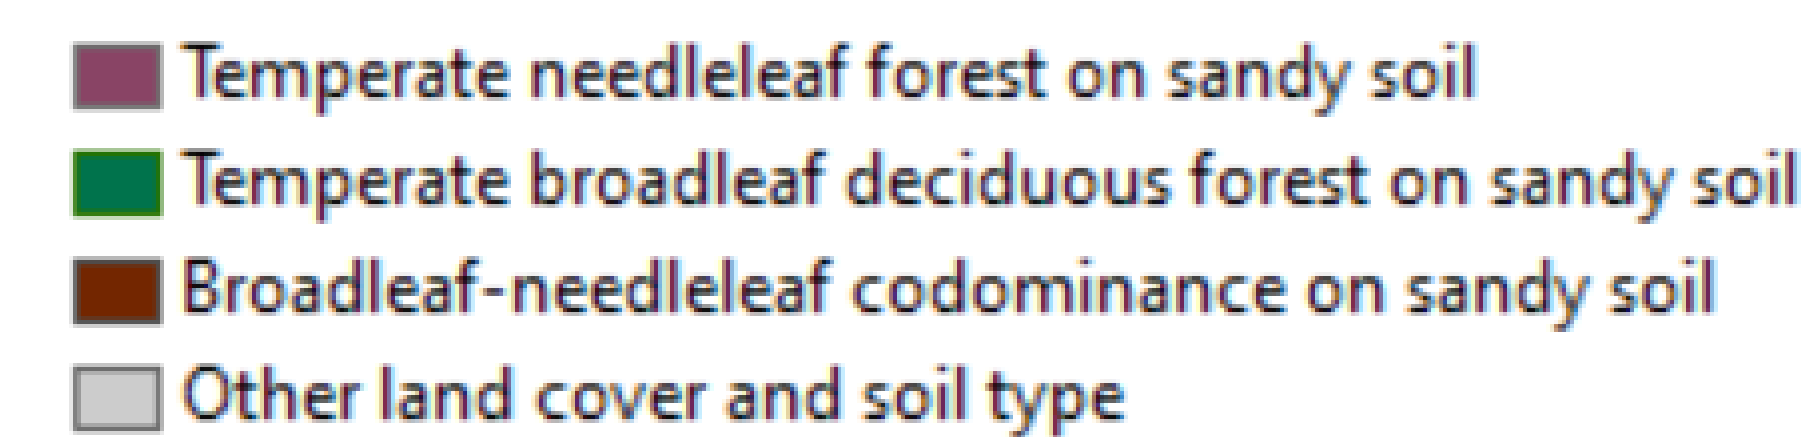 Temperate needleleaf forest on sandy soil
Temperate broadleaf deciduous forest on sandy soil
Broadleaf-needleleaf codominance on sandy soil
Other land cover and soil type